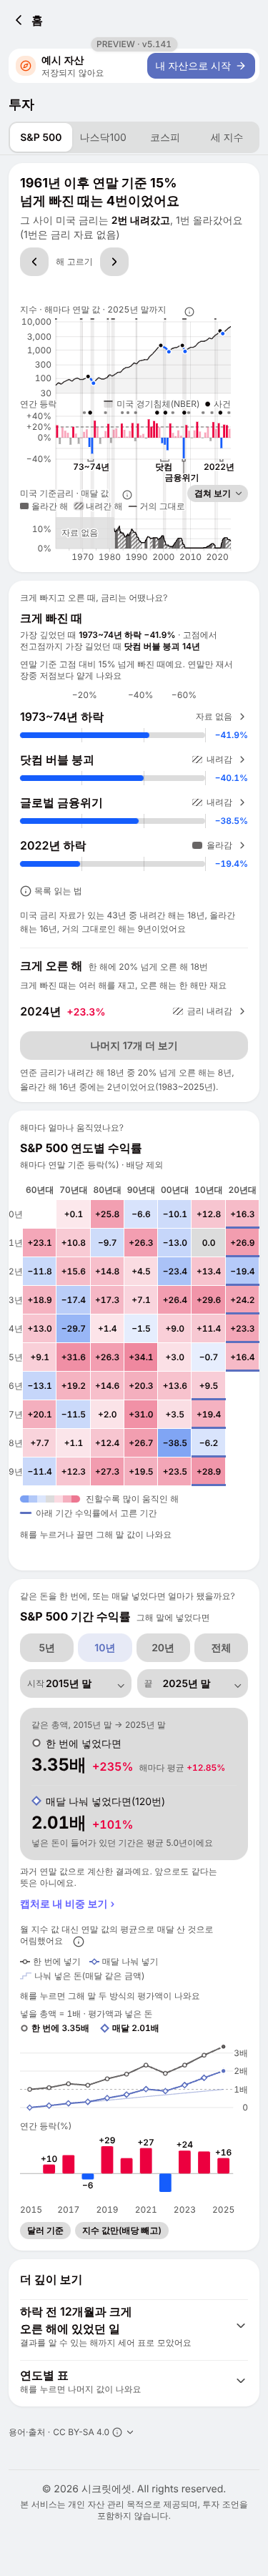 홈
PREVIEW · v5.141
예시 자산
저장되지 않아요
내 자산으로 시작 →
투자
S&P 500 나스닥100 코스피 세 지수
1961년 이후 연말 기준 15%
넘게 빠진 때는 4번이었어요
그 사이 미국 금리는 2번 내려갔고, 1번 올라갔어요
(1번은 금리 자료 없음)
해 고르기
지수 · 해마다 연말 값 · 2025년 말까지
10,000
3,000
1,000
300
100
30
연간 등락 미국 경기침체(NBER) 사건
+40%
+20%
0%
−40%
73~74년 닷컴 2022년
금융위기
미국 기준금리 · 매달 값 겹쳐 보기
올라간 해 내려간 해 거의 그대로
10%
자료 없음
0%
1970 1980 1990 2000 2010 2020
크게 빠지고 오른 때, 금리는 어땠나요?
크게 빠진 때
가장 깊었던 때 1973~74년 하락 −41.9% · 고점에서
전고점까지 가장 길었던 때 닷컴 버블 붕괴 14년
연말 기준 고점 대비 15% 넘게 빠진 때예요. 연말만 재서
장중 저점보다 얕게 나와요
−20% −40% −60%
1973~74년 하락 자료 없음
−41.9%
닷컴 버블 붕괴 내려감
−40.1%
글로벌 금융위기 내려감
−38.5%
2022년 하락 올라감
−19.4%
목록 읽는 법
미국 금리 자료가 있는 43년 중 내려간 해는 18년, 올라간
해는 16년, 거의 그대로인 해는 9년이었어요
크게 오른 해 한 해에 20% 넘게 오른 해 18번
크게 빠진 때는 여러 해를 재고, 오른 해는 한 해만 재요
2024년 +23.3% 금리 내려감
나머지 17개 더 보기
연준 금리가 내려간 해 18년 중 20% 넘게 오른 해는 8년,
올라간 해 16년 중에는 2년이었어요(1983~2025년).
해마다 얼마나 움직였나요?
S&P 500 연도별 수익률
해마다 연말 기준 등락(%) · 배당 제외
60년대 70년대 80년대 90년대 00년대 10년대 20년대
0년 +0.1 +25.8 −6.6 −10.1 +12.8 +16.3
1년 +23.1 +10.8 −9.7 +26.3 −13.0 0.0 +26.9
2년 −11.8 +15.6 +14.8 +4.5 −23.4 +13.4 −19.4
3년 +18.9 −17.4 +17.3 +7.1 +26.4 +29.6 +24.2
4년 +13.0 −29.7 +1.4 −1.5 +9.0 +11.4 +23.3
5년 +9.1 +31.6 +26.3 +34.1 +3.0 −0.7 +16.4
6년 −13.1 +19.2 +14.6 +20.3 +13.6 +9.5
7년 +20.1 −11.5 +2.0 +31.0 +3.5 +19.4
8년 +7.7 +1.1 +12.4 +26.7 −38.5 −6.2
9년 −11.4 +12.3 +27.3 +19.5 +23.5 +28.9
진할수록 많이 움직인 해
아래 기간 수익률에서 고른 기간
해를 누르거나 끌면 그해 말 값이 나와요
같은 돈을 한 번에, 또는 매달 나눠 넣었다면 얼마가 됐을까요?
S&P 500 기간 수익률 그해 말에 넣었다면
5년 10년 20년 전체
시작 2015년 말 끝 2025년 말
같은 총액, 2015년 말 → 2025년 말
한 번에 넣었다면
3.35배 +235% 해마다 평균 +12.85%
매달 나눠 넣었다면(120번)
2.01배 +101%
넣은 돈이 들어가 있던 기간은 평균 5.0년이에요
과거 연말 값으로 계산한 결과예요. 앞으로도 같다는
뜻은 아니에요.
캡처로 내 비중 보기 ›
월 지수 값 대신 연말 값의 평균으로 매달 산 것으로
어림했어요
한 번에 넣기 매달 나눠 넣기
나눠 넣은 돈(매달 같은 금액)
해를 누르면 그해 말 두 방식의 평가액이 나와요
넣을 총액 = 1배 · 평가액과 넣은 돈
한 번에 3.35배 매달 2.01배
3배
2배
1배
0
연간 등락(%)
+10 −6 +29 +27 +24 +16
2015 2017 2019 2021 2023 2025
달러 기준 지수 값만(배당 빼고)
더 깊이 보기
하락 전 12개월과 크게
오른 해에 있었던 일
결과를 알 수 있는 해까지 세어 표로 모았어요
연도별 표
해를 누르면 나머지 값이 나와요
용어·출처 · CC BY-SA 4.0
© 2026 시크릿에셋. All rights reserved.
본 서비스는 개인 자산 관리 목적으로 제공되며, 투자 조언을
포함하지 않습니다.